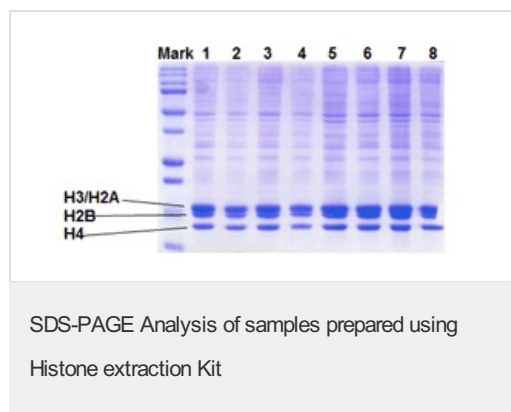 Mark 1 2 3 4 5 6 7 8
H3/H2A
H2B
H4
SDS-PAGE Analysis of samples prepared using
Histone extraction Kit